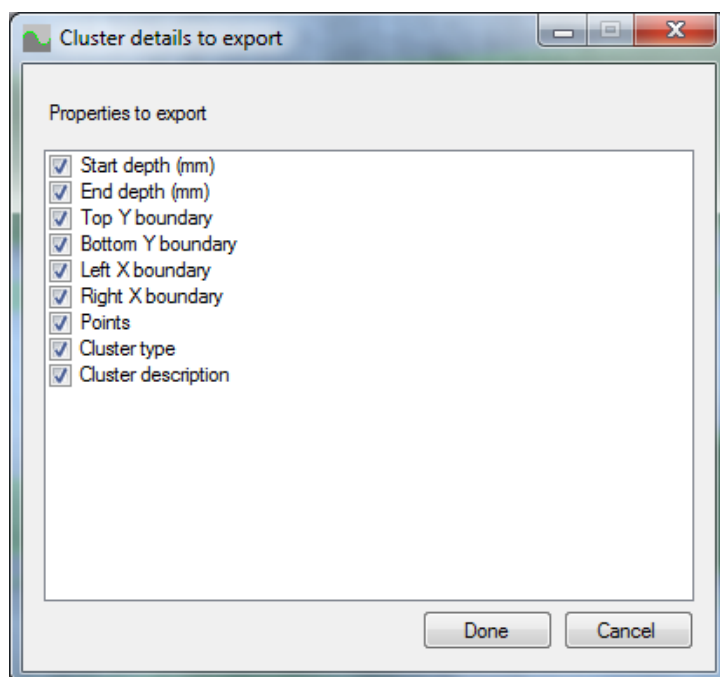 Cluster details to export
Properties to export
Start depth (mm)
End depth (mm)
Top Y boundary
Bottom Y boundary
Left X boundary
Right X boundary
Points
Cluster type
Cluster description
Done
Cancel